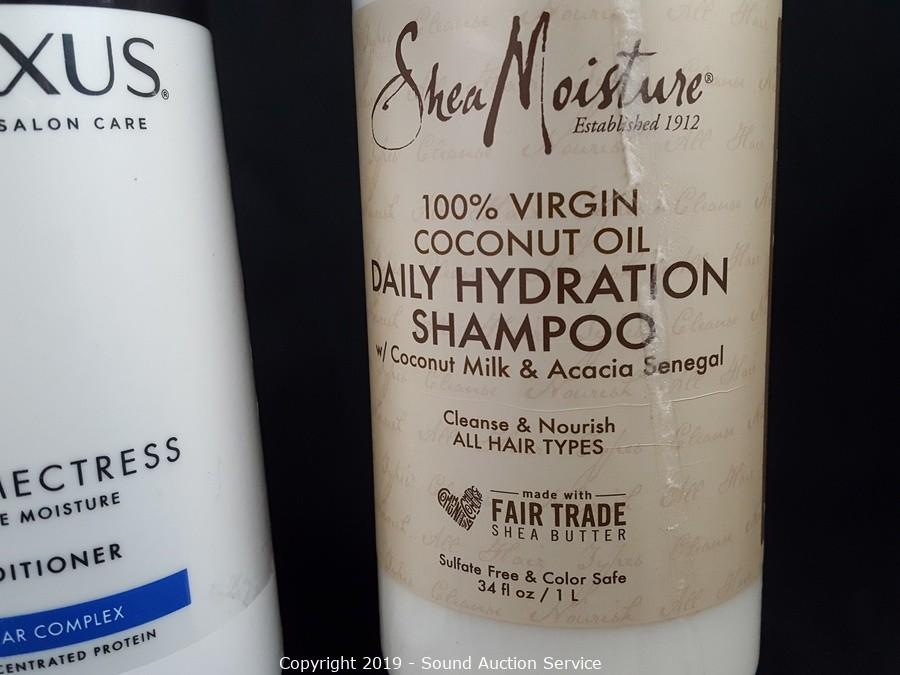 XUS®
SALON CARE
MECTRESS
E MOISTURE
DITIONER
AR COMPLEX
CENTRATED PROTEIN
SheaMoisture®
Established 1912
100% VIRGIN
COCONUT OIL
DAILY HYDRATION
SHAMPOO
w/ Coconut Milk & Acacia Senegal
Cleanse & Nourish
ALL HAIR TYPES
made with
FAIR TRADE
SHEA BUTTER
Sulfate Free & Color Safe
34 fl oz / 1 L
Copyright 2019 - Sound Auction Service